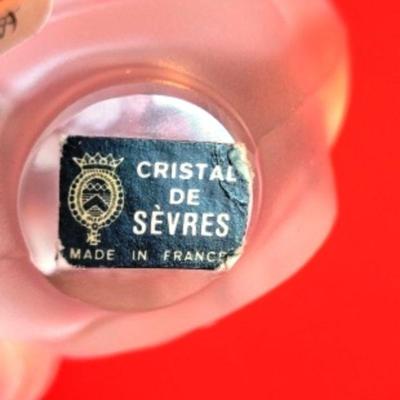 CRISTAL
DE
SÈVRES
MADE IN FRANCE